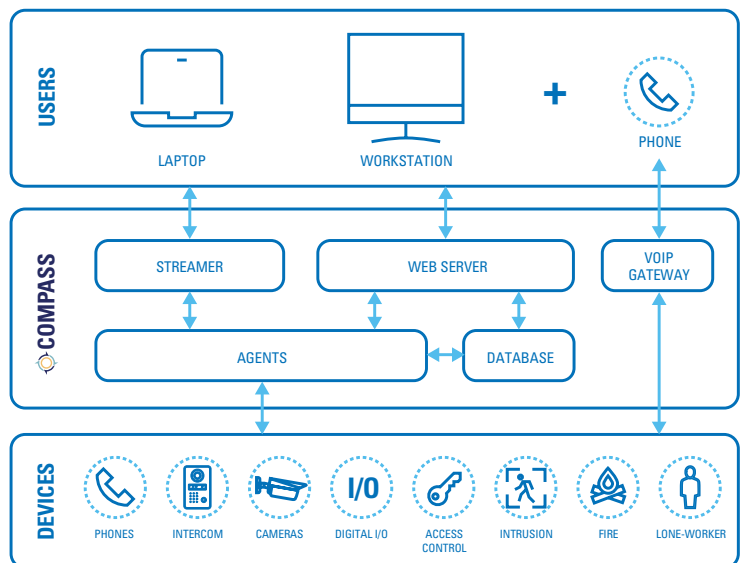 USERS
LAPTOP
WORKSTATION
+
PHONE
COMPASS
STREAMER
WEB SERVER
VOIP
GATEWAY
AGENTS
DATABASE
DEVICES
I/O
PHONES
INTERCOM
CAMERAS
DIGITAL I/O
ACCESS
CONTROL
INTRUSION
FIRE
LONE-WORKER